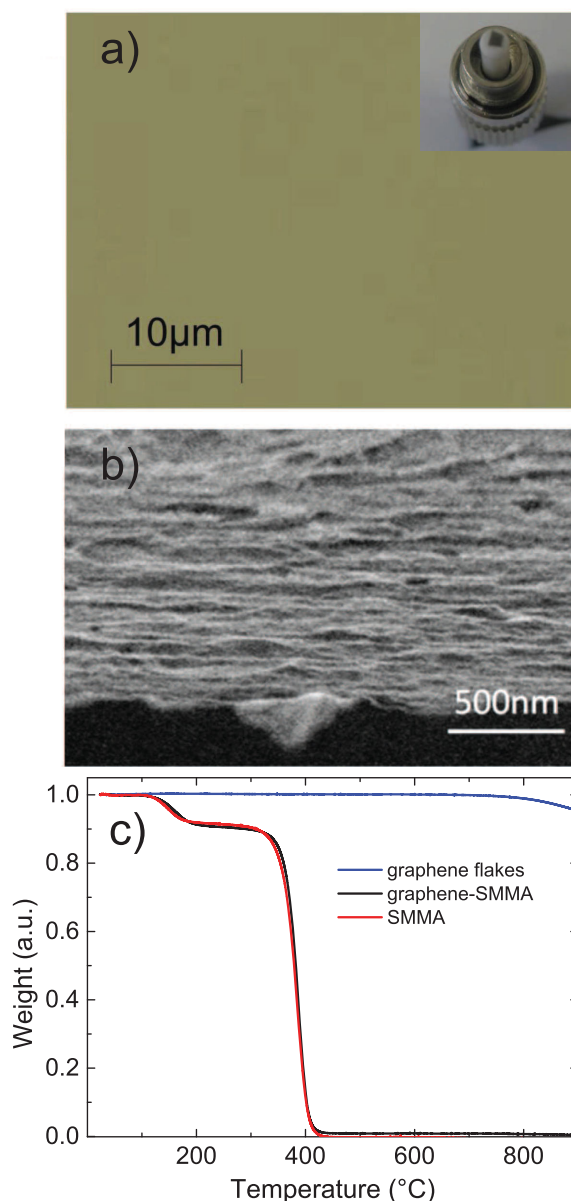 a)
10µm
b)
500nm
c)
graphene flakes
graphene-SMMA
SMMA
Weight (a.u.)
1.0
0.8
0.6
0.4
0.2
0.0
200 400 600 800
Temperature (°C)